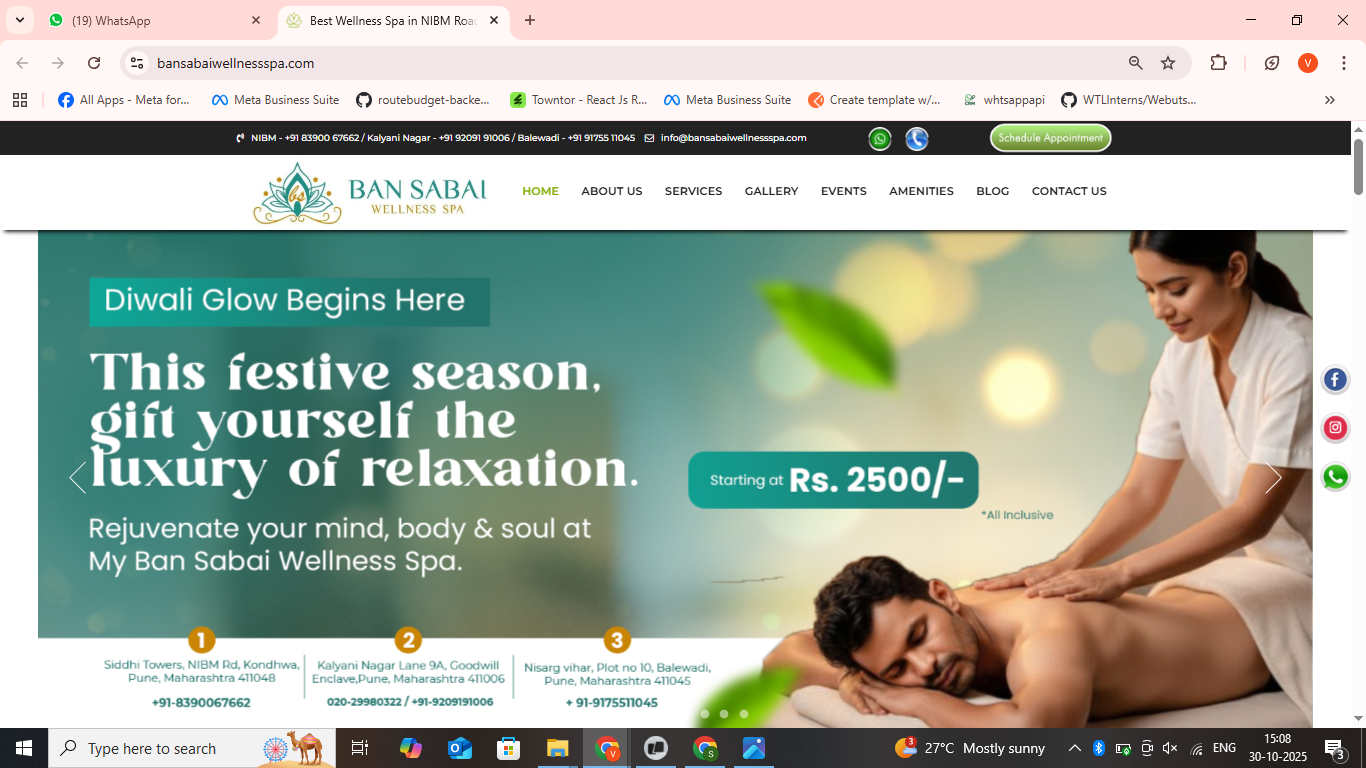 (19) WhatsApp
Best Wellness Spa in NIBM Road
bansabaiwellnessspa.com
V
All Apps - Meta for...
Meta Business Suite
routebudget-backe...
Towntor - React Js R...
Meta Business Suite
Create template w/...
whtsappapi
WTLInterns/Webuts...
NIBM - +91 83900 67662 / Kalyani Nagar - +91 92091 91006 / Balewadi - +91 91755 11045
info@bansabaiwellnessspa.com
Schedule Appointment
BAN SABAI
WELLNESS SPA
HOME
ABOUT US
SERVICES
GALLERY
EVENTS
AMENITIES
BLOG
CONTACT US
Diwali Glow Begins Here
This festive season,
gift yourself the
luxury of relaxation.
Starting at Rs. 2500/-
*All Inclusive
Rejuvenate your mind, body & soul at
My Ban Sabai Wellness Spa.
1
Siddhi Towers, NIBM Rd, Kondhwa,
Pune, Maharashtra 411048
+91-8390067662
2
Kalyani Nagar Lane 9A, Goodwill
Enclave,Pune, Maharashtra 411006
020-29980322 / +91-9209191006
3
Nisarg vihar, Plot no 10, Balewadi,
Pune, Maharashtra 411045
+ 91-9175511045
Type here to search
V
S
3
27°C Mostly sunny
ENG
15:08
30-10-2025
3